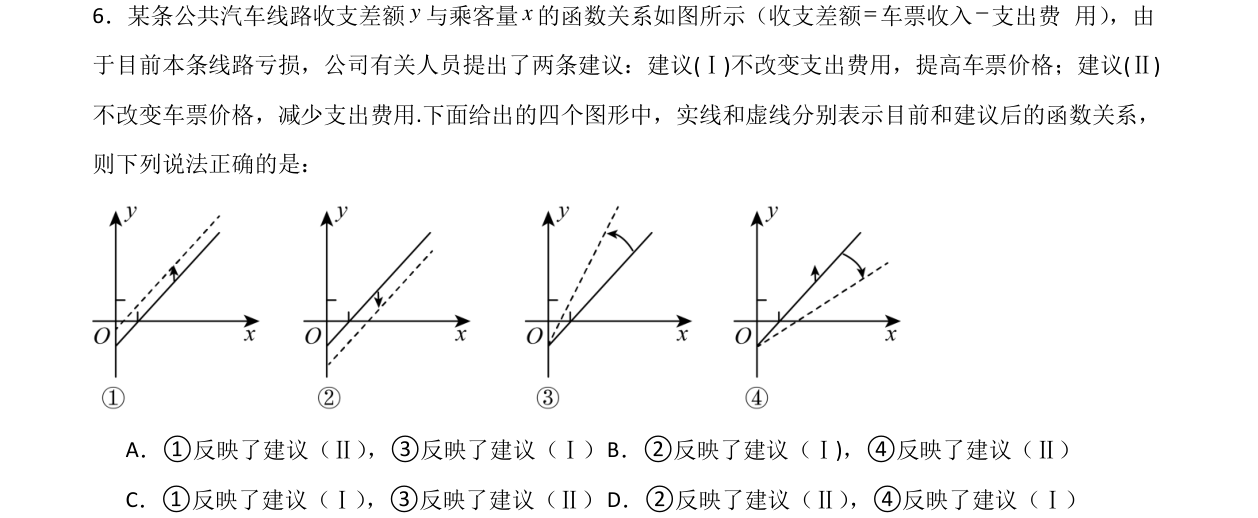 6．某条公共汽车线路收支差额 y 与乘客量 x 的函数关系如图所示（收支差额=车票收入-支出费 用），由
于目前本条线路亏损，公司有关人员提出了两条建议：建议(Ⅰ)不改变支出费用，提高车票价格；建议(Ⅱ)
不改变车票价格，减少支出费用.下面给出的四个图形中，实线和虚线分别表示目前和建议后的函数关系，
则下列说法正确的是：
y y y y
O x O x O x O x
① ② ③ ④
A．①反映了建议（Ⅱ），③反映了建议（Ⅰ）B．②反映了建议（Ⅰ），④反映了建议（Ⅱ）
C．①反映了建议（Ⅰ），③反映了建议（Ⅱ）D．②反映了建议（Ⅱ），④反映了建议（Ⅰ）